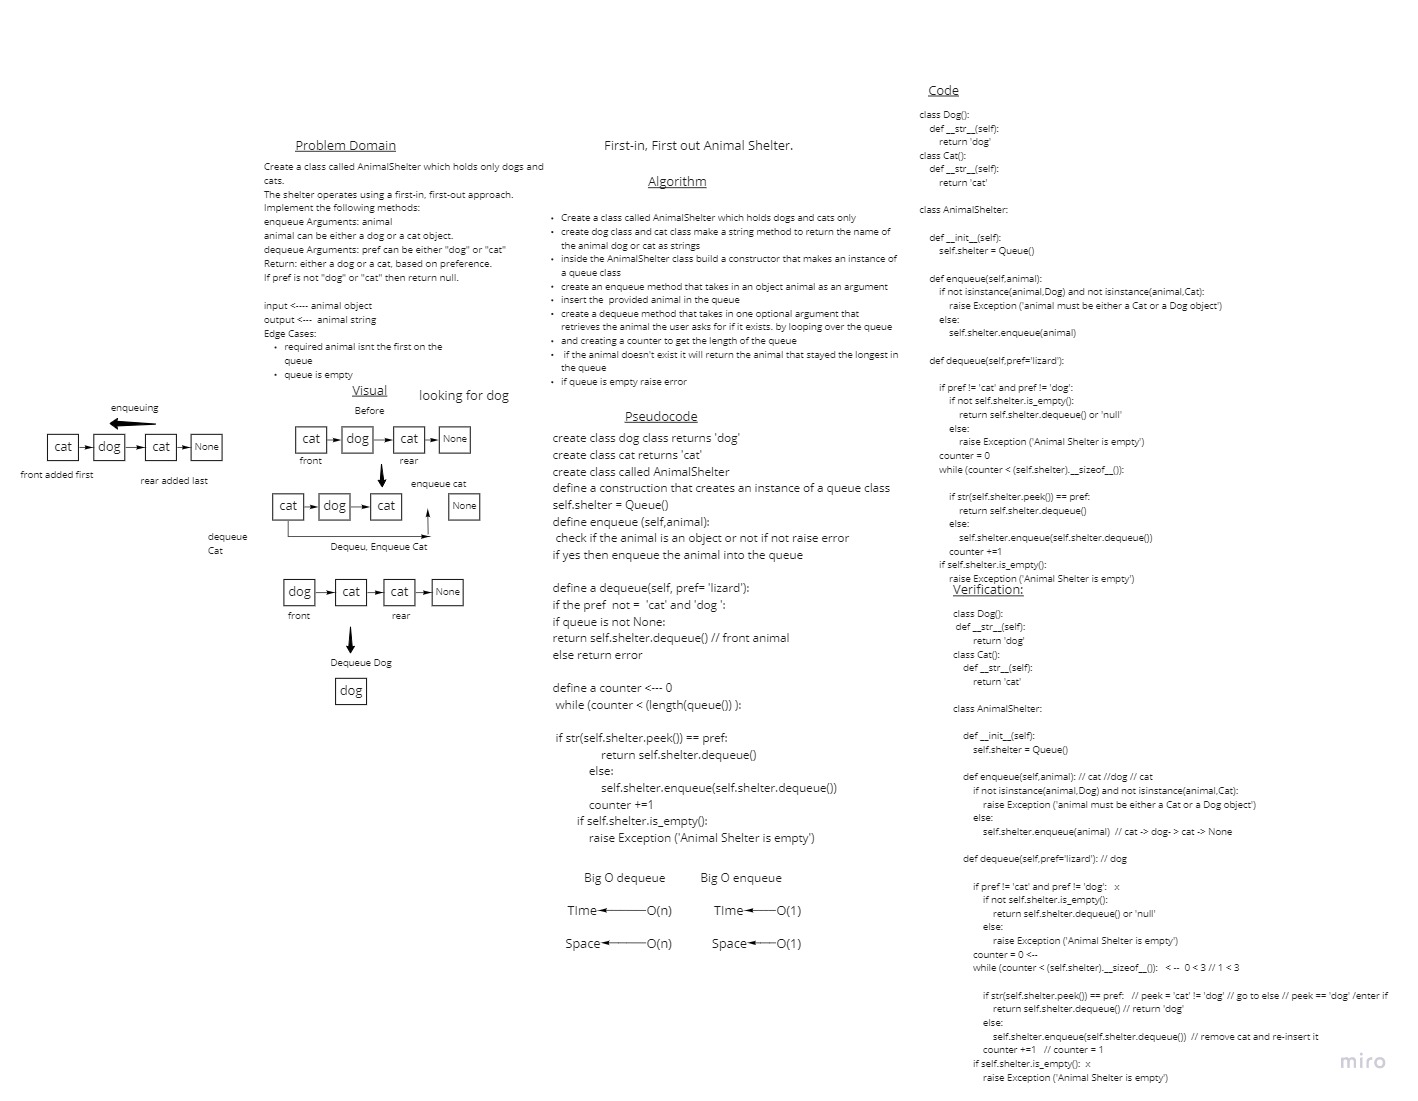 Problem Domain
Create a class called AnimalShelter which holds only dogs and
cats.
The shelter operates using a first-in, first-out approach.
Implement the following methods:
enqueue Arguments: animal
animal can be either a dog or a cat object.
dequeue Arguments: pref can be either "dog" or "cat"
Return: either a dog or a cat, based on preference.
If pref is not "dog" or "cat" then return null.
input <---- animal object
output <--- animal string
Edge Cases:
• required animal isnt the first on the
queue
• queue is empty
enqueuing
cat
dog
cat
None
front added first
rear added last
Visual
looking for dog
Before
cat
dog
cat
None
front
rear
enqueue cat
cat
dog
cat
None
dequeue
Cat
Dequeu, Enqueue Cat
dog
cat
cat
None
front
rear
Dequeue Dog
dog
First-in, First out Animal Shelter.
Algorithm
• Create a class called AnimalShelter which holds dogs and cats only
• create dog class and cat class make a string method to return the name of
the animal dog or cat as strings
• inside the AnimalShelter class build a constructor that makes an instance of
a queue class
• create an enqueue method that takes in an object animal as an argument
• insert the provided animal in the queue
• create a dequeue method that takes in one optional argument that
retrieves the animal the user asks for if it exists. by looping over the queue
• and creating a counter to get the length of the queue
• if the animal doesn't exist it will return the animal that stayed the longest in
the queue
• if queue is empty raise error
Pseudocode
create class dog class returns 'dog'
create class cat returns 'cat'
create class called AnimalShelter
define a construction that creates an instance of a queue class
self.shelter = Queue()
define enqueue (self,animal):
check if the animal is an object or not if not raise error
if yes then enqueue the animal into the queue
define a dequeue(self, pref= 'lizard'):
if the pref not = 'cat' and 'dog ':
if queue is not None:
return self.shelter.dequeue() // front animal
else return error
define a counter <--- 0
while (counter < (length(queue()) ):
if str(self.shelter.peek()) == pref:
return self.shelter.dequeue()
else:
self.shelter.enqueue(self.shelter.dequeue())
counter +=1
if self.shelter.is_empty():
raise Exception ('Animal Shelter is empty')
Big O dequeue
Big O enqueue
TIme
O(n)
TIme
O(1)
Space
O(n)
Space
O(1)
Code
class Dog():
def __str__(self):
return 'dog'
class Cat():
def __str__(self):
return 'cat'
class AnimalShelter:
def __init__(self):
self.shelter = Queue()
def enqueue(self,animal):
if not isinstance(animal,Dog) and not isinstance(animal,Cat):
raise Exception ('animal must be either a Cat or a Dog object')
else:
self.shelter.enqueue(animal)
def dequeue(self,pref='lizard'):
if pref != 'cat' and pref != 'dog':
if not self.shelter.is_empty():
return self.shelter.dequeue() or 'null'
else:
raise Exception ('Animal Shelter is empty')
counter = 0
while (counter < (self.shelter).__sizeof__()):
if str(self.shelter.peek()) == pref:
return self.shelter.dequeue()
else:
self.shelter.enqueue(self.shelter.dequeue())
counter +=1
if self.shelter.is_empty():
raise Exception ('Animal Shelter is empty')
Verification:
class Dog():
def __str__(self):
return 'dog'
class Cat():
def __str__(self):
return 'cat'
class AnimalShelter:
def __init__(self):
self.shelter = Queue()
def enqueue(self,animal): // cat //dog // cat
if not isinstance(animal,Dog) and not isinstance(animal,Cat):
raise Exception ('animal must be either a Cat or a Dog object')
else:
self.shelter.enqueue(animal) // cat -> dog- > cat -> None
def dequeue(self,pref='lizard'): // dog
if pref != 'cat' and pref != 'dog': x
if not self.shelter.is_empty():
return self.shelter.dequeue() or 'null'
else:
raise Exception ('Animal Shelter is empty')
counter = 0 <--
while (counter < (self.shelter).__sizeof__()): < -- 0 < 3 // 1 < 3
if str(self.shelter.peek()) == pref: // peek = 'cat' != 'dog' // go to else // peek == 'dog' /enter if
return self.shelter.dequeue() // return 'dog'
else:
self.shelter.enqueue(self.shelter.dequeue()) // remove cat and re-insert it
counter +=1 // counter = 1
if self.shelter.is_empty(): x
raise Exception ('Animal Shelter is empty')
miro